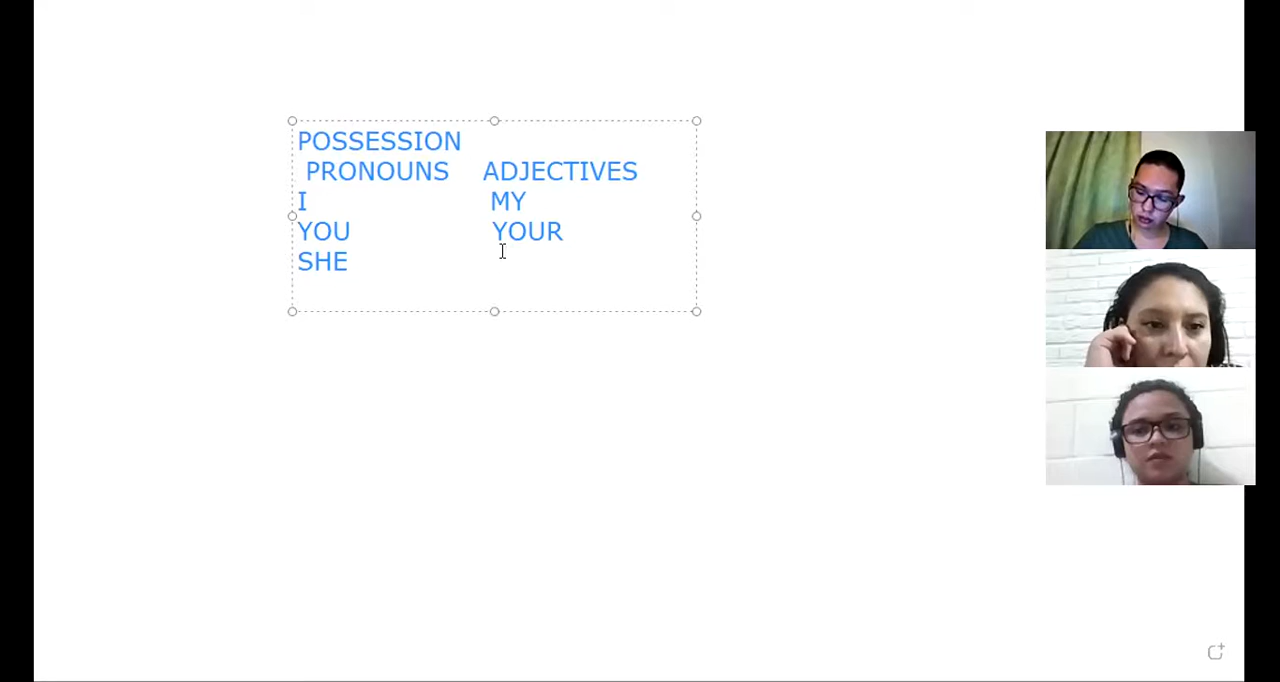 POSSESSION
PRONOUNS ADJECTIVES
I MY
YOU YOUR
SHE